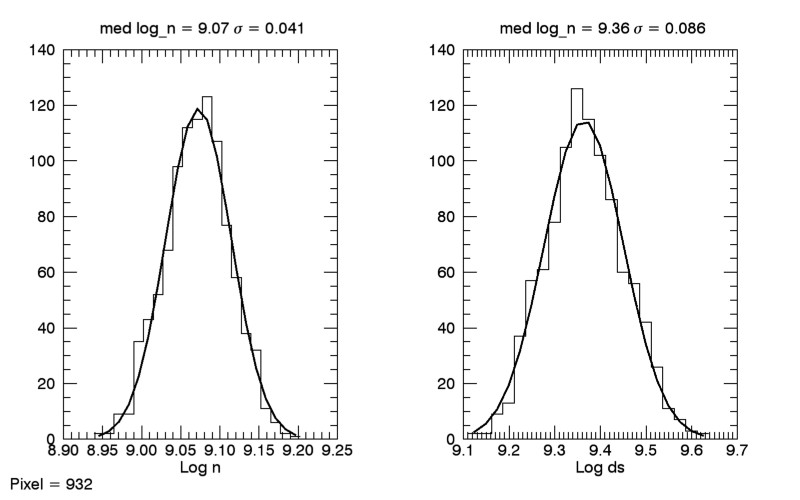 med log_n = 9.07 σ = 0.041
med log_n = 9.36 σ = 0.086
140
120
100
80
60
40
20
0
8.90 8.95 9.00 9.05 9.10 9.15 9.20 9.25
Log n
140
120
100
80
60
40
20
0
9.1 9.2 9.3 9.4 9.5 9.6 9.7
Log ds
Pixel = 932